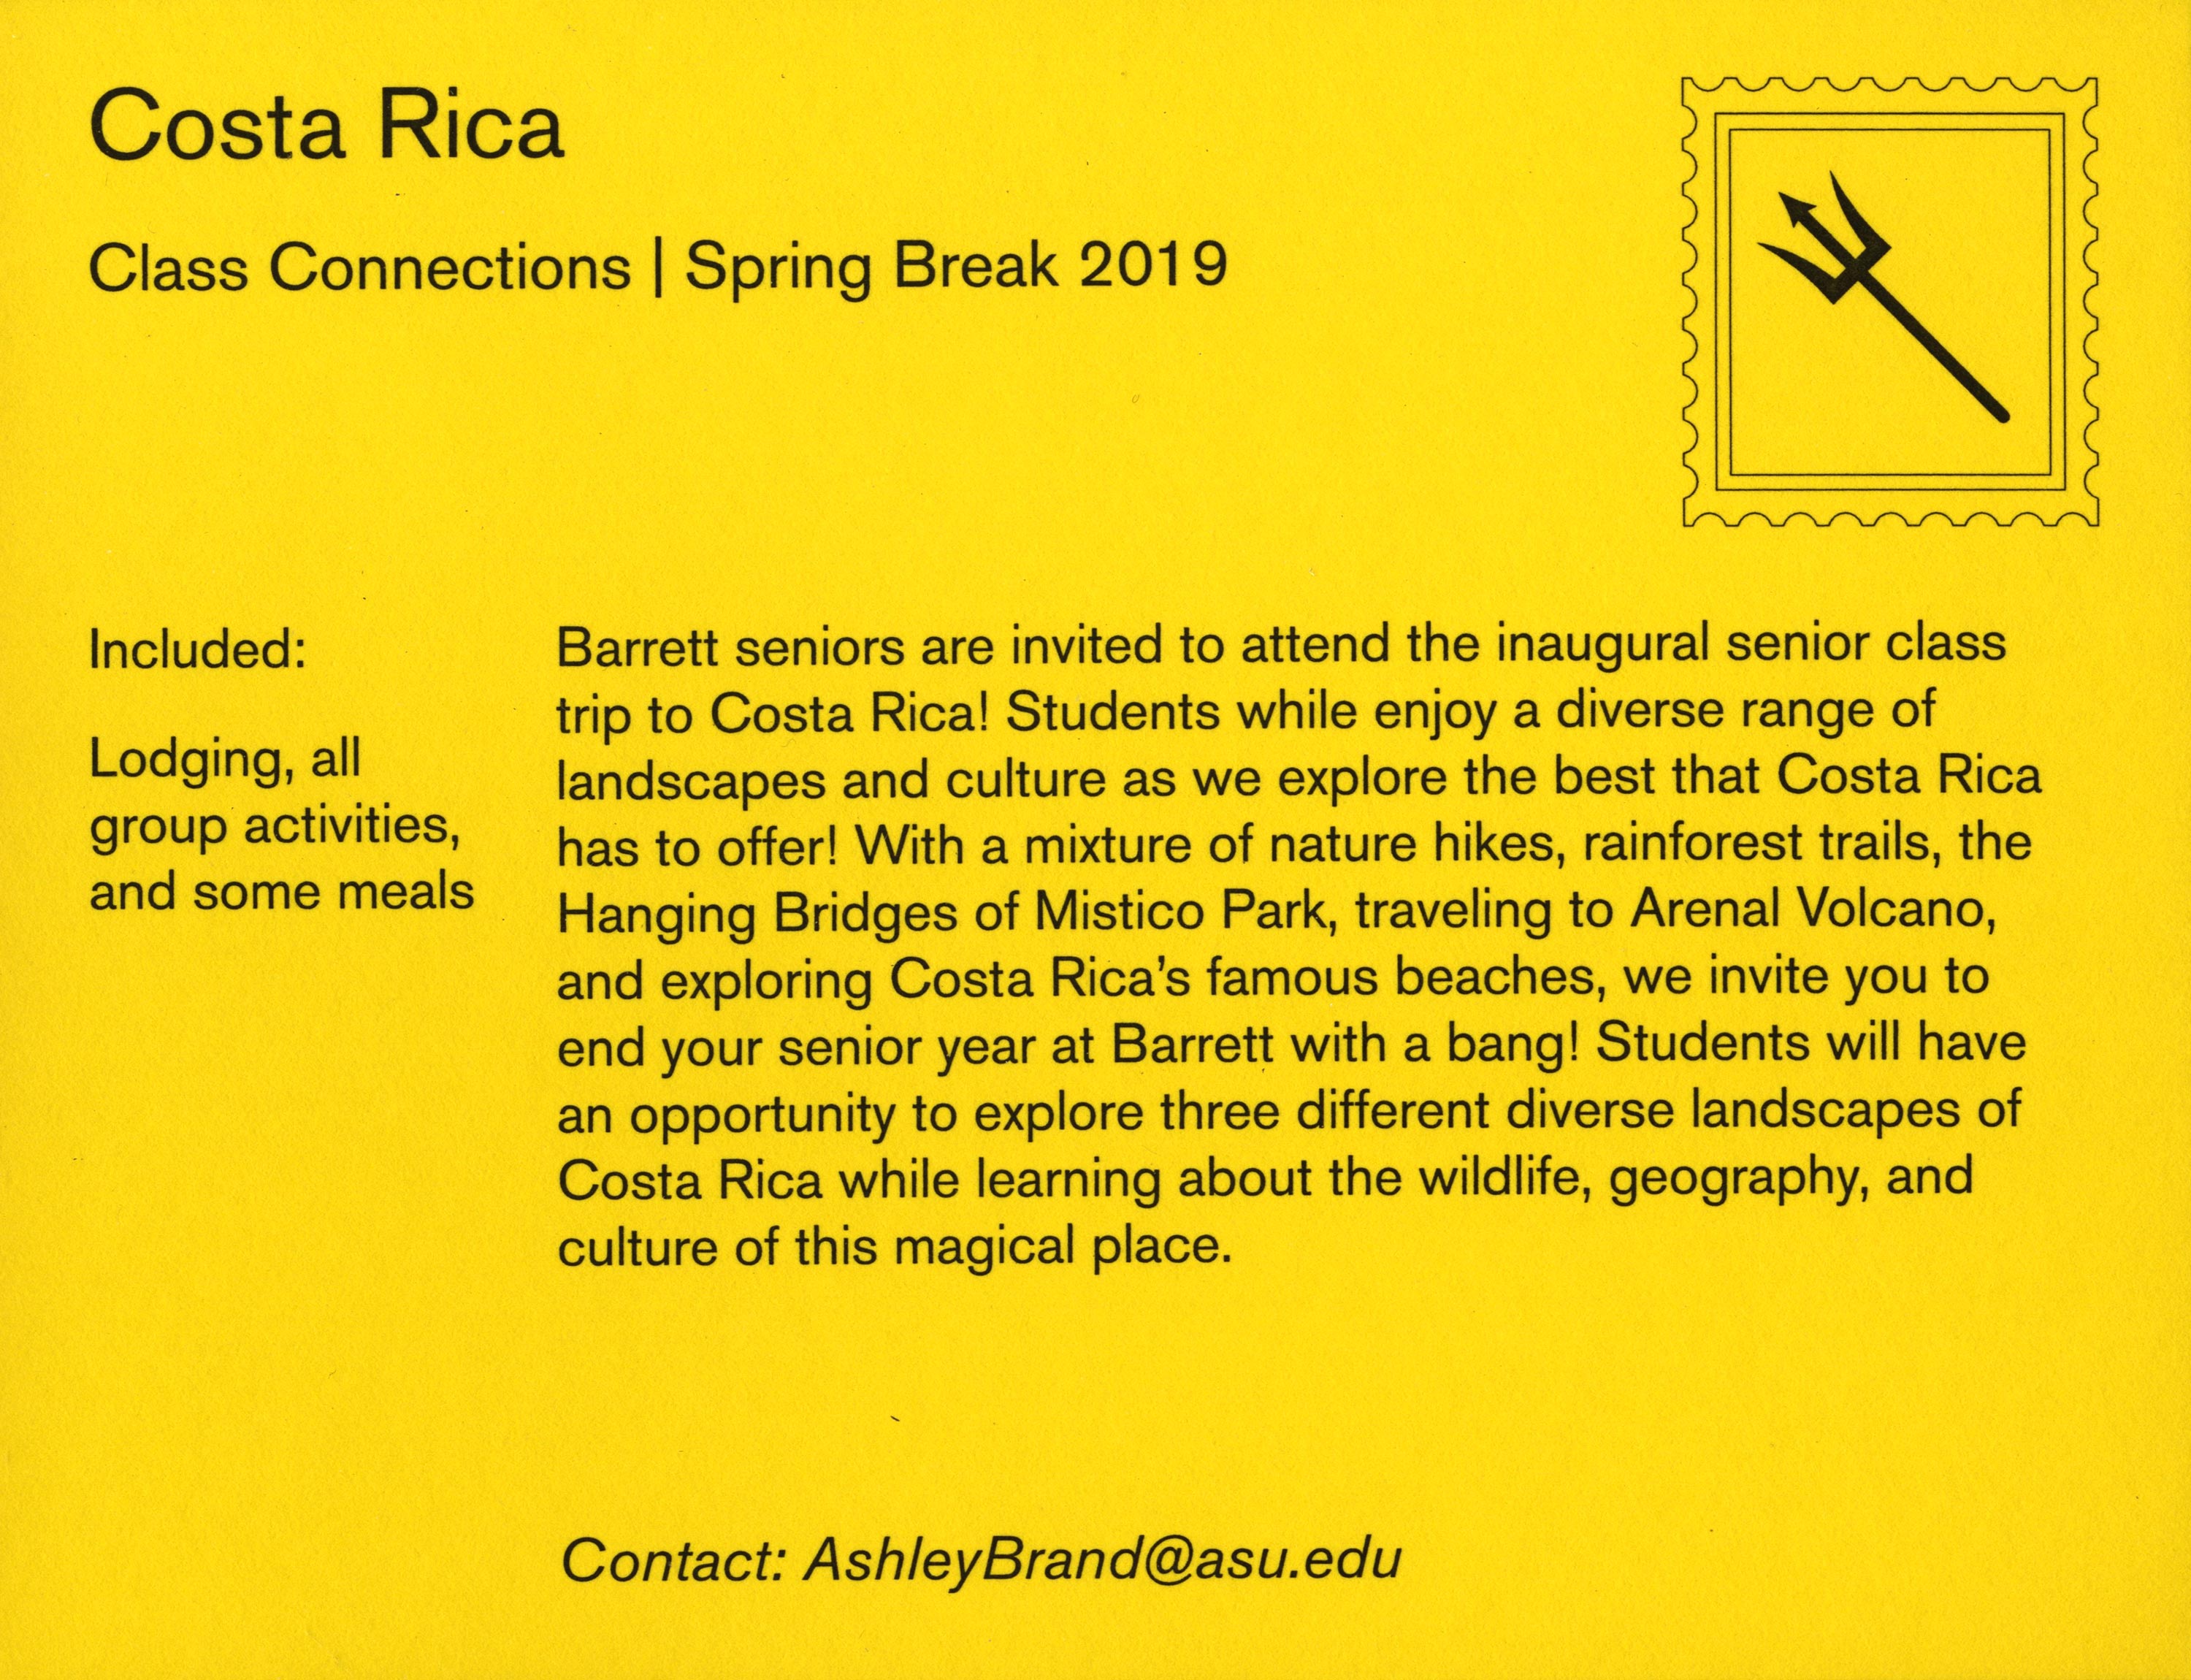 Costa Rica
Class Connections | Spring Break 2019
Included:
Lodging, all
group activities,
and some meals
Barrett seniors are invited to attend the inaugural senior class
trip to Costa Rica! Students while enjoy a diverse range of
landscapes and culture as we explore the best that Costa Rica
has to offer! With a mixture of nature hikes, rainforest trails, the
Hanging Bridges of Mistico Park, traveling to Arenal Volcano,
and exploring Costa Rica’s famous beaches, we invite you to
end your senior year at Barrett with a bang! Students will have
an opportunity to explore three different diverse landscapes of
Costa Rica while learning about the wildlife, geography, and
culture of this magical place.
Contact: AshleyBrand@asu.edu